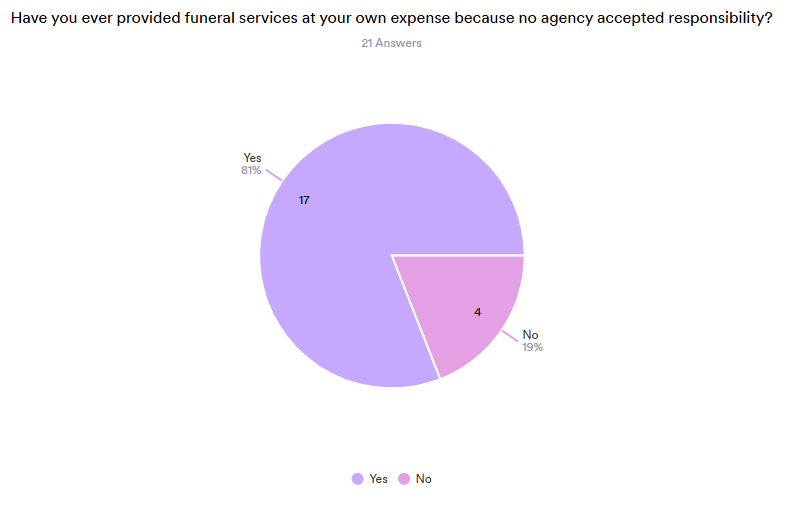 Have you ever provided funeral services at your own expense because no agency accepted responsibility?
21 Answers
Yes
81%
17
4
No
19%
Yes No